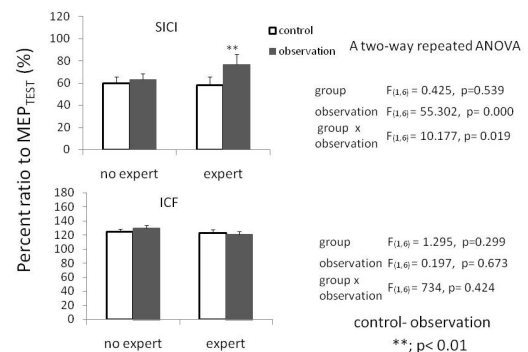 SICI
Percent ratio to MEP_TEST (%)
120
100
80
60
40
20
0
**
control
observation
no expert
expert
A two-way repeated ANOVA
group F(1,6) = 0.425, p=0.539
observation F(1,6) = 55.302, p= 0.000
group x
observation F(1,6) = 10.177, p= 0.019
ICF
180
160
140
120
100
80
60
40
20
0
no expert
expert
group F(1,6) = 1.295, p=0.299
observation F(1,6) = 0.197, p= 0.673
group x
observation F(1,6) = 734, p= 0.424
control- observation
**; p< 0.01